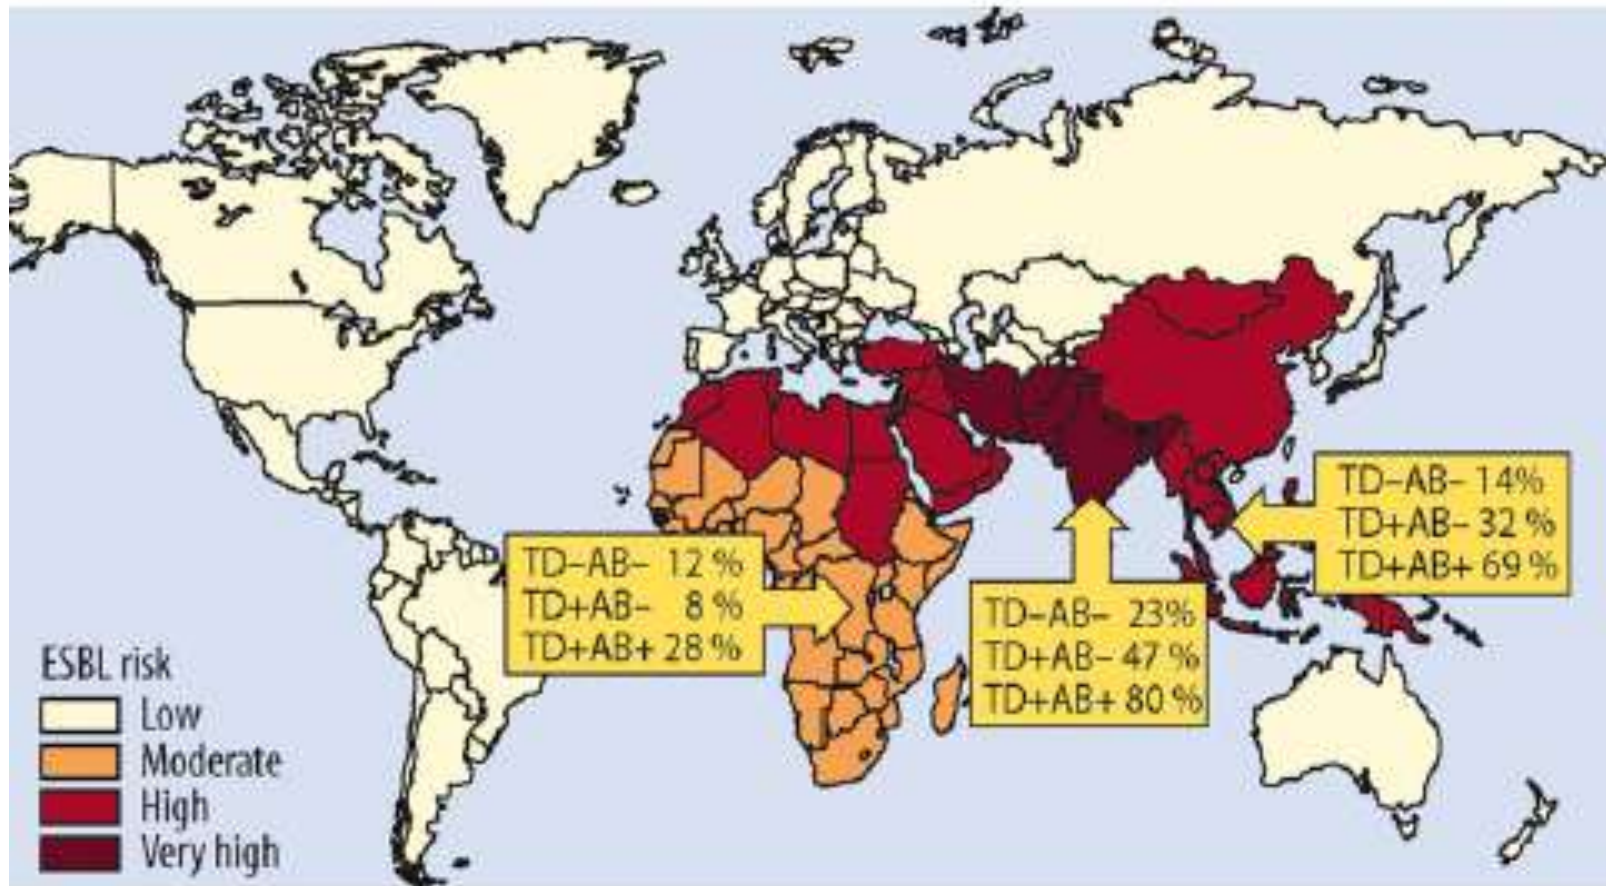 TD–AB– 14%
TD+AB– 32 %
TD+AB+ 69 %
TD–AB– 12 %
TD+AB– 8 %
TD+AB+ 28 %
TD–AB– 23%
TD+AB– 47 %
TD+AB+ 80 %
ESBL risk
Low
Moderate
High
Very high